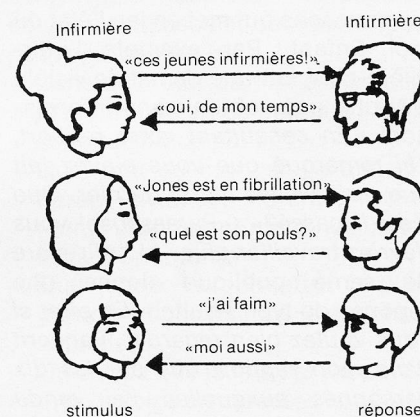 Infirmière
Infirmière
«ces jeunes infirmières!»
«oui, de mon temps»
«Jones est en fibrillation»
«quel est son pouls?»
«j'ai faim»
«moi aussi»
stimulus
réponse